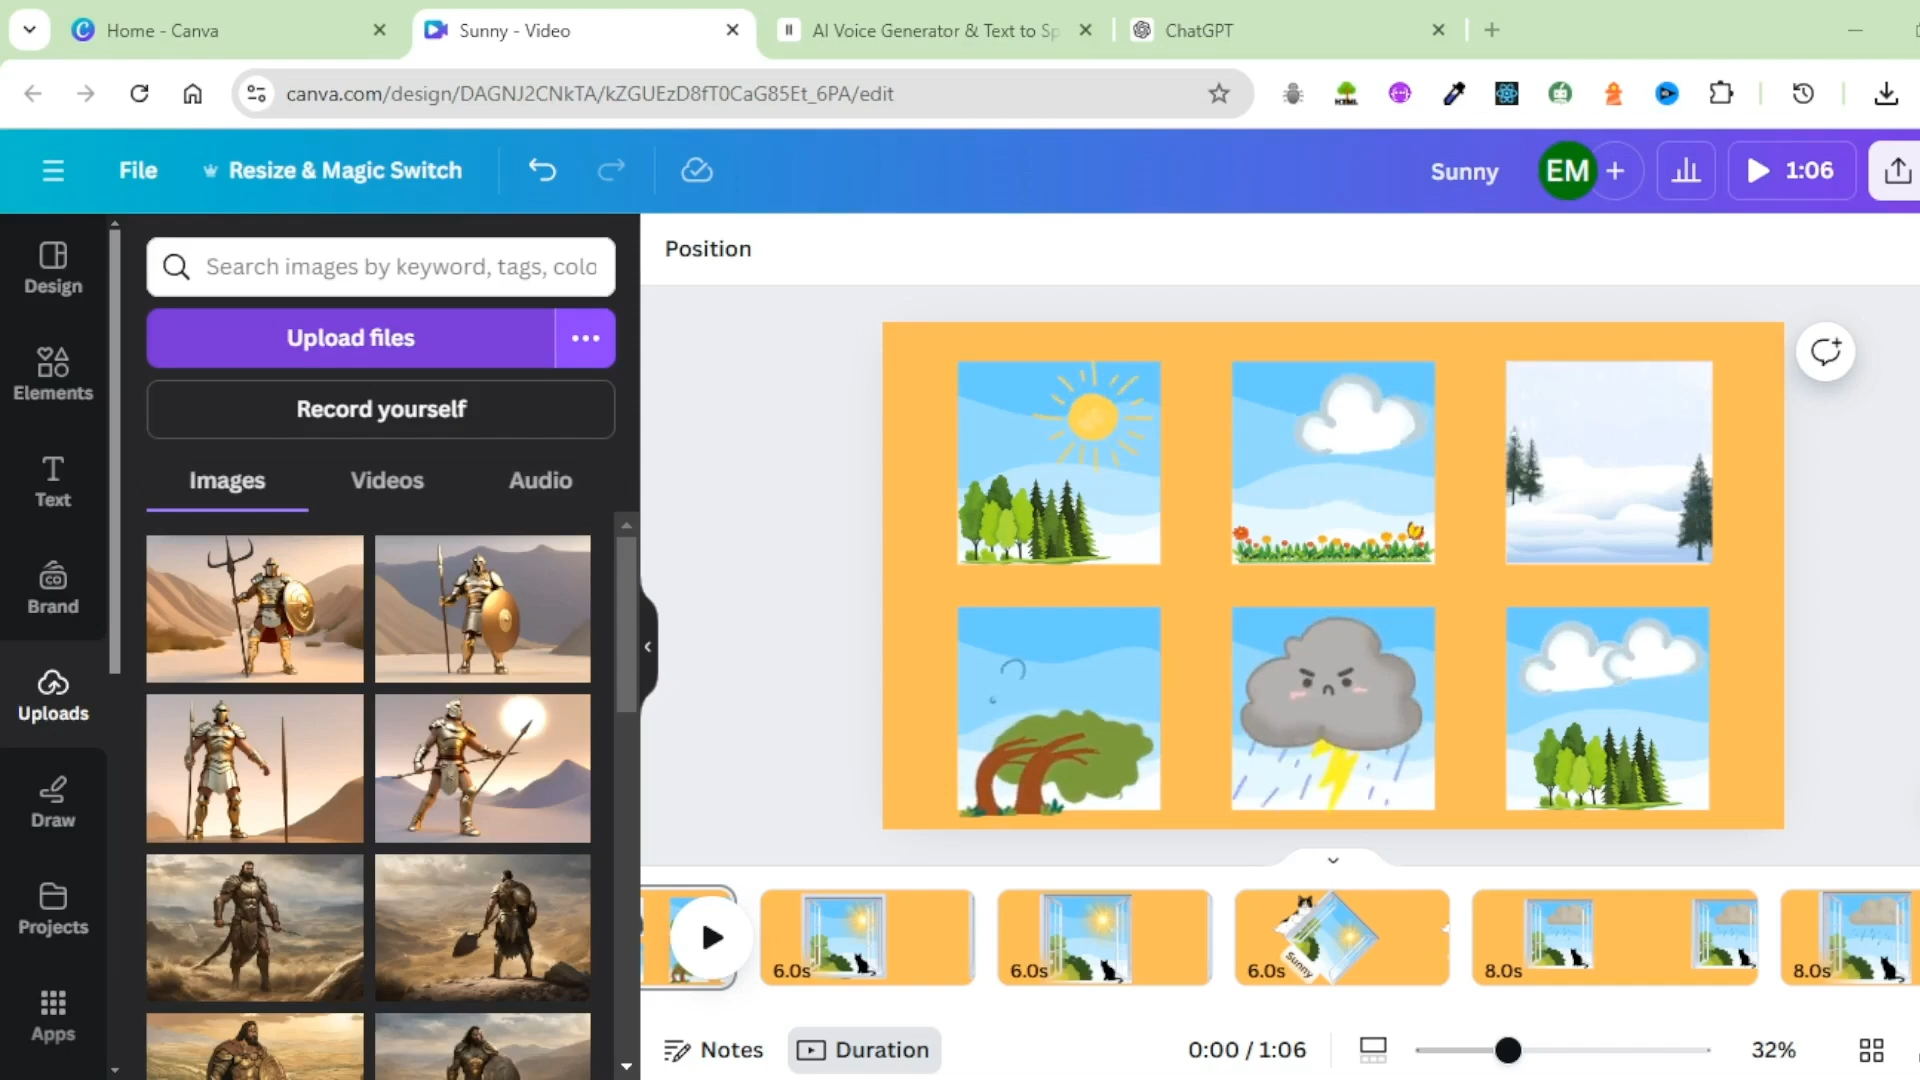 Home - Canva
Sunny - Video
AI Voice Generator & Text to Sp
ChatGPT
canva.com/design/DAGNJ2CNkTA/kZGUEzD8fT0CaG85Et_6PA/edit
File
Resize & Magic Switch
Sunny
EM
1:06
Design
Elements
Text
Brand
Uploads
Draw
Projects
Apps
Search images by keyword, tags, colo
Upload files
Record yourself
Images
Videos
Audio
Position
6.0s
6.0s
6.0s
Sunny
8.0s
8.0s
Notes
Duration
0:00 / 1:06
32%